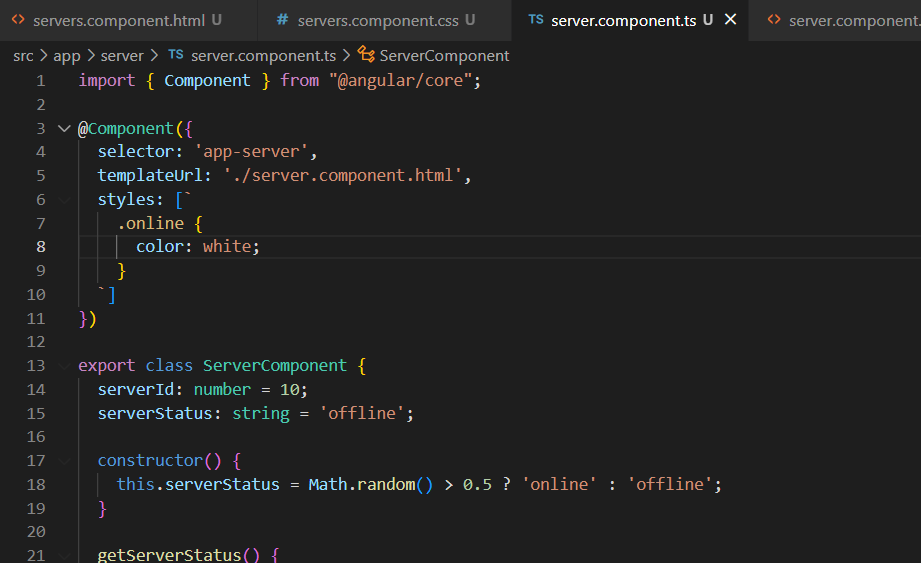 servers.component.html U # servers.component.css U TS server.component.ts U × server.component.
src > app > server > TS server.component.ts > ServerComponent
1 import { Component } from "@angular/core";
2
3 @Component({
4 selector: 'app-server',
5 templateUrl: './server.component.html',
6 styles: [`
7 .online {
8 color: white;
9 }
10 `]
11 })
12
13 export class ServerComponent {
14 serverId: number = 10;
15 serverStatus: string = 'offline';
16
17 constructor() {
18 this.serverStatus = Math.random() > 0.5 ? 'online' : 'offline';
19 }
20
21 getServerStatus() {